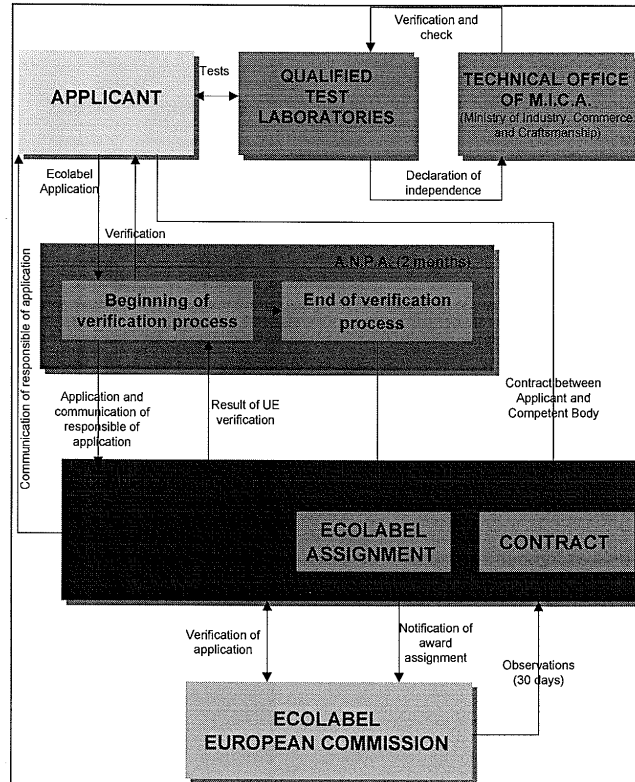 Verification and
check
APPLICANT
Tests
QUALIFIED
TEST
LABORATORIES
TECHNICAL OFFICE
OF M.I.C.A.
(Ministry of Industry, Commerce
and Craftsmanship)
Ecolabel
Application
Declaration of
independence
Verification
A.N.P.A. (2 months)
Beginning of
verification process
End of verification
process
Communication of responsible of application
Application and
communication of
responsible of
application
Result of UE
verification
Contract between
Applicant and
Competent Body
ECOLABEL
ASSIGNMENT
CONTRACT
Verification of
application
Notification of
award
assignment
Observations
(30 days)
ECOLABEL
EUROPEAN COMMISSION